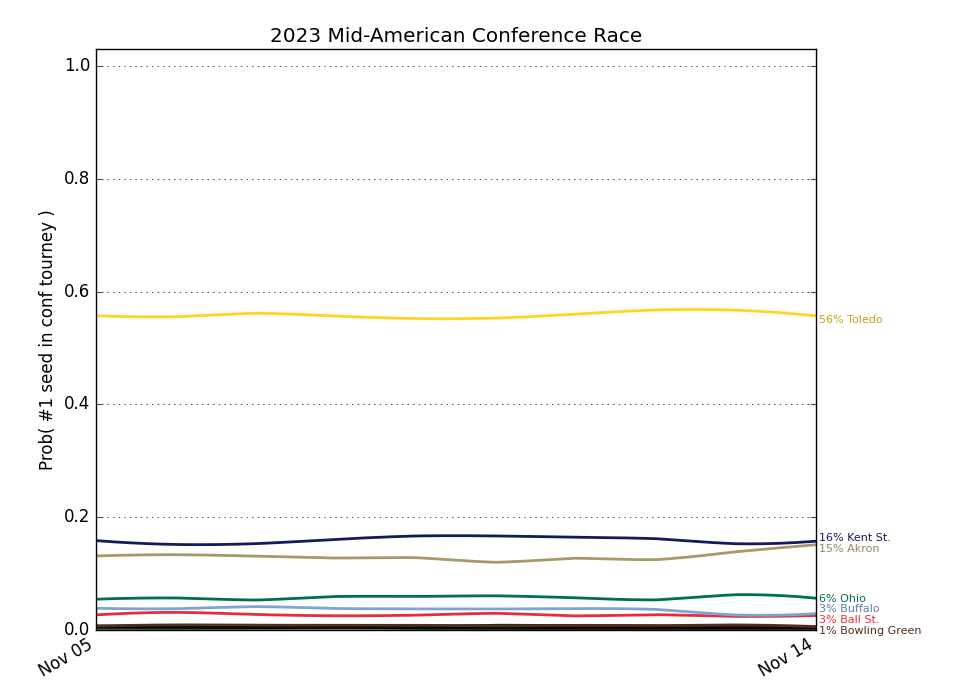 2023 Mid-American Conference Race
1.0
0.8
0.6
0.4
0.2
0.0
Prob( #1 seed in conf tourney )
56% Toledo
16% Kent St.
15% Akron
6% Ohio
3% Buffalo
3% Ball St.
1% Bowling Green
Nov 05
Nov 14